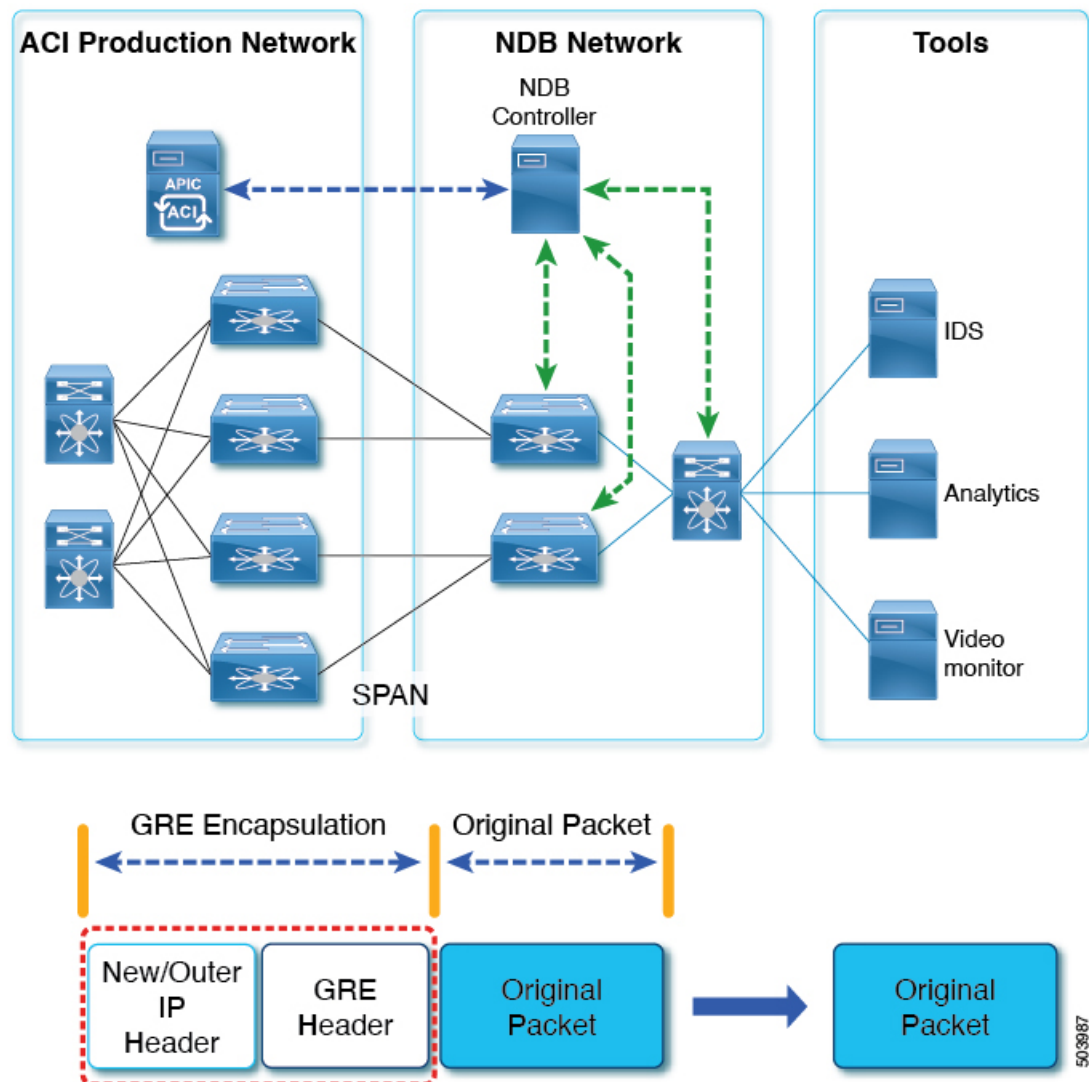 ACI Production Network
NDB Network
Tools
NDB
Controller
APIC
ACI
IDS
Analytics
Video
monitor
SPAN
GRE Encapsulation
Original Packet
New/Outer
IP
Header
GRE
Header
Original
Packet
Original
Packet
503987